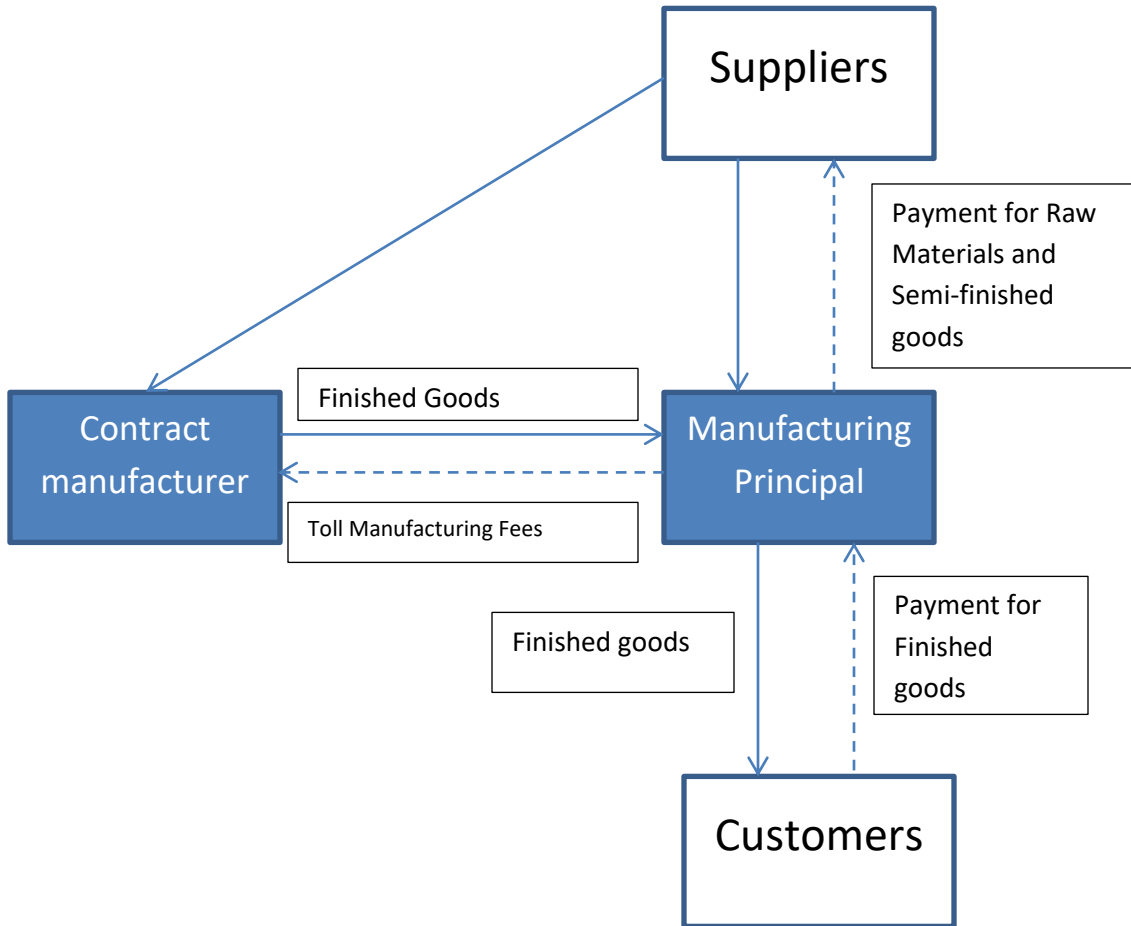 Suppliers
Payment for Raw
Materials and
Semi-finished
goods
Finished Goods
Contract
manufacturer
Manufacturing
Principal
Toll Manufacturing Fees
Finished goods
Payment for
Finished
goods
Customers